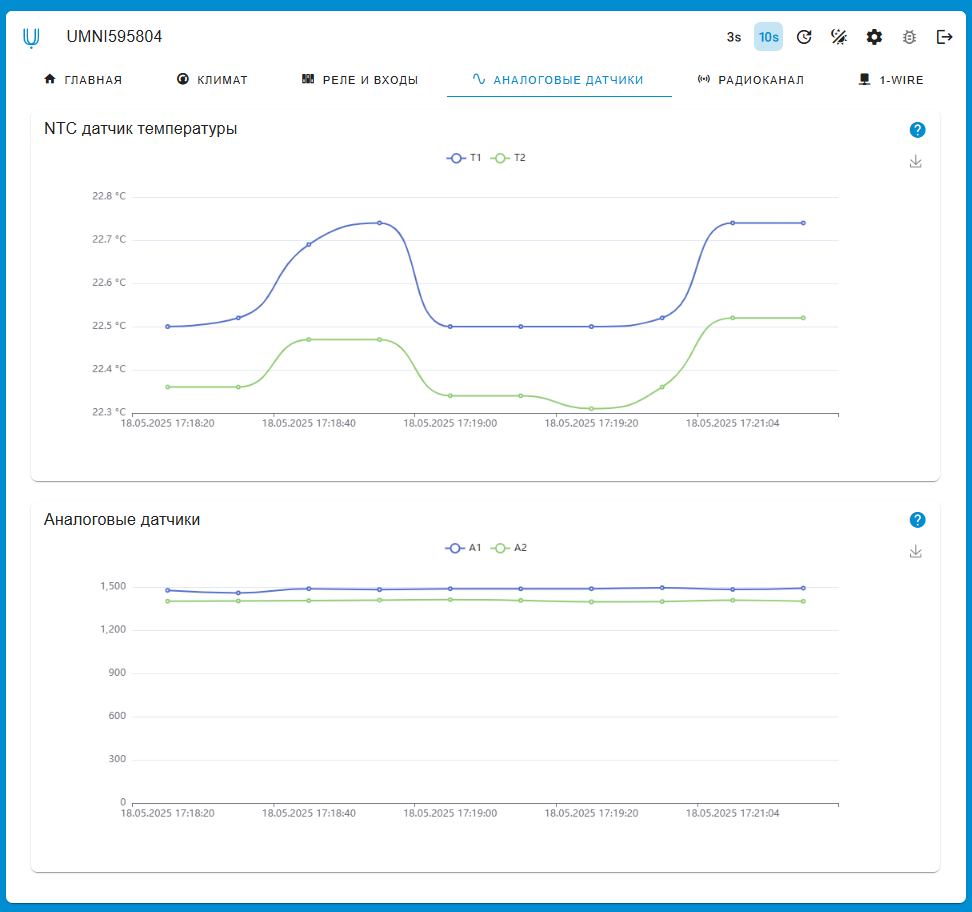 UMNI595804 3s 10s
ГЛАВНАЯ КЛИМАТ РЕЛЕ И ВХОДЫ АНАЛОГОВЫЕ ДАТЧИКИ РАДИОКАНАЛ 1-WIRE
NTC датчик температуры ?
T1 T2
22.8 °C
22.7 °C
22.6 °C
22.5 °C
22.4 °C
22.3 °C
18.05.2025 17:18:20 18.05.2025 17:18:40 18.05.2025 17:19:00 18.05.2025 17:19:20 18.05.2025 17:21:04
Аналоговые датчики ?
A1 A2
1,500
1,200
900
600
300
0
18.05.2025 17:18:20 18.05.2025 17:18:40 18.05.2025 17:19:00 18.05.2025 17:19:20 18.05.2025 17:21:04